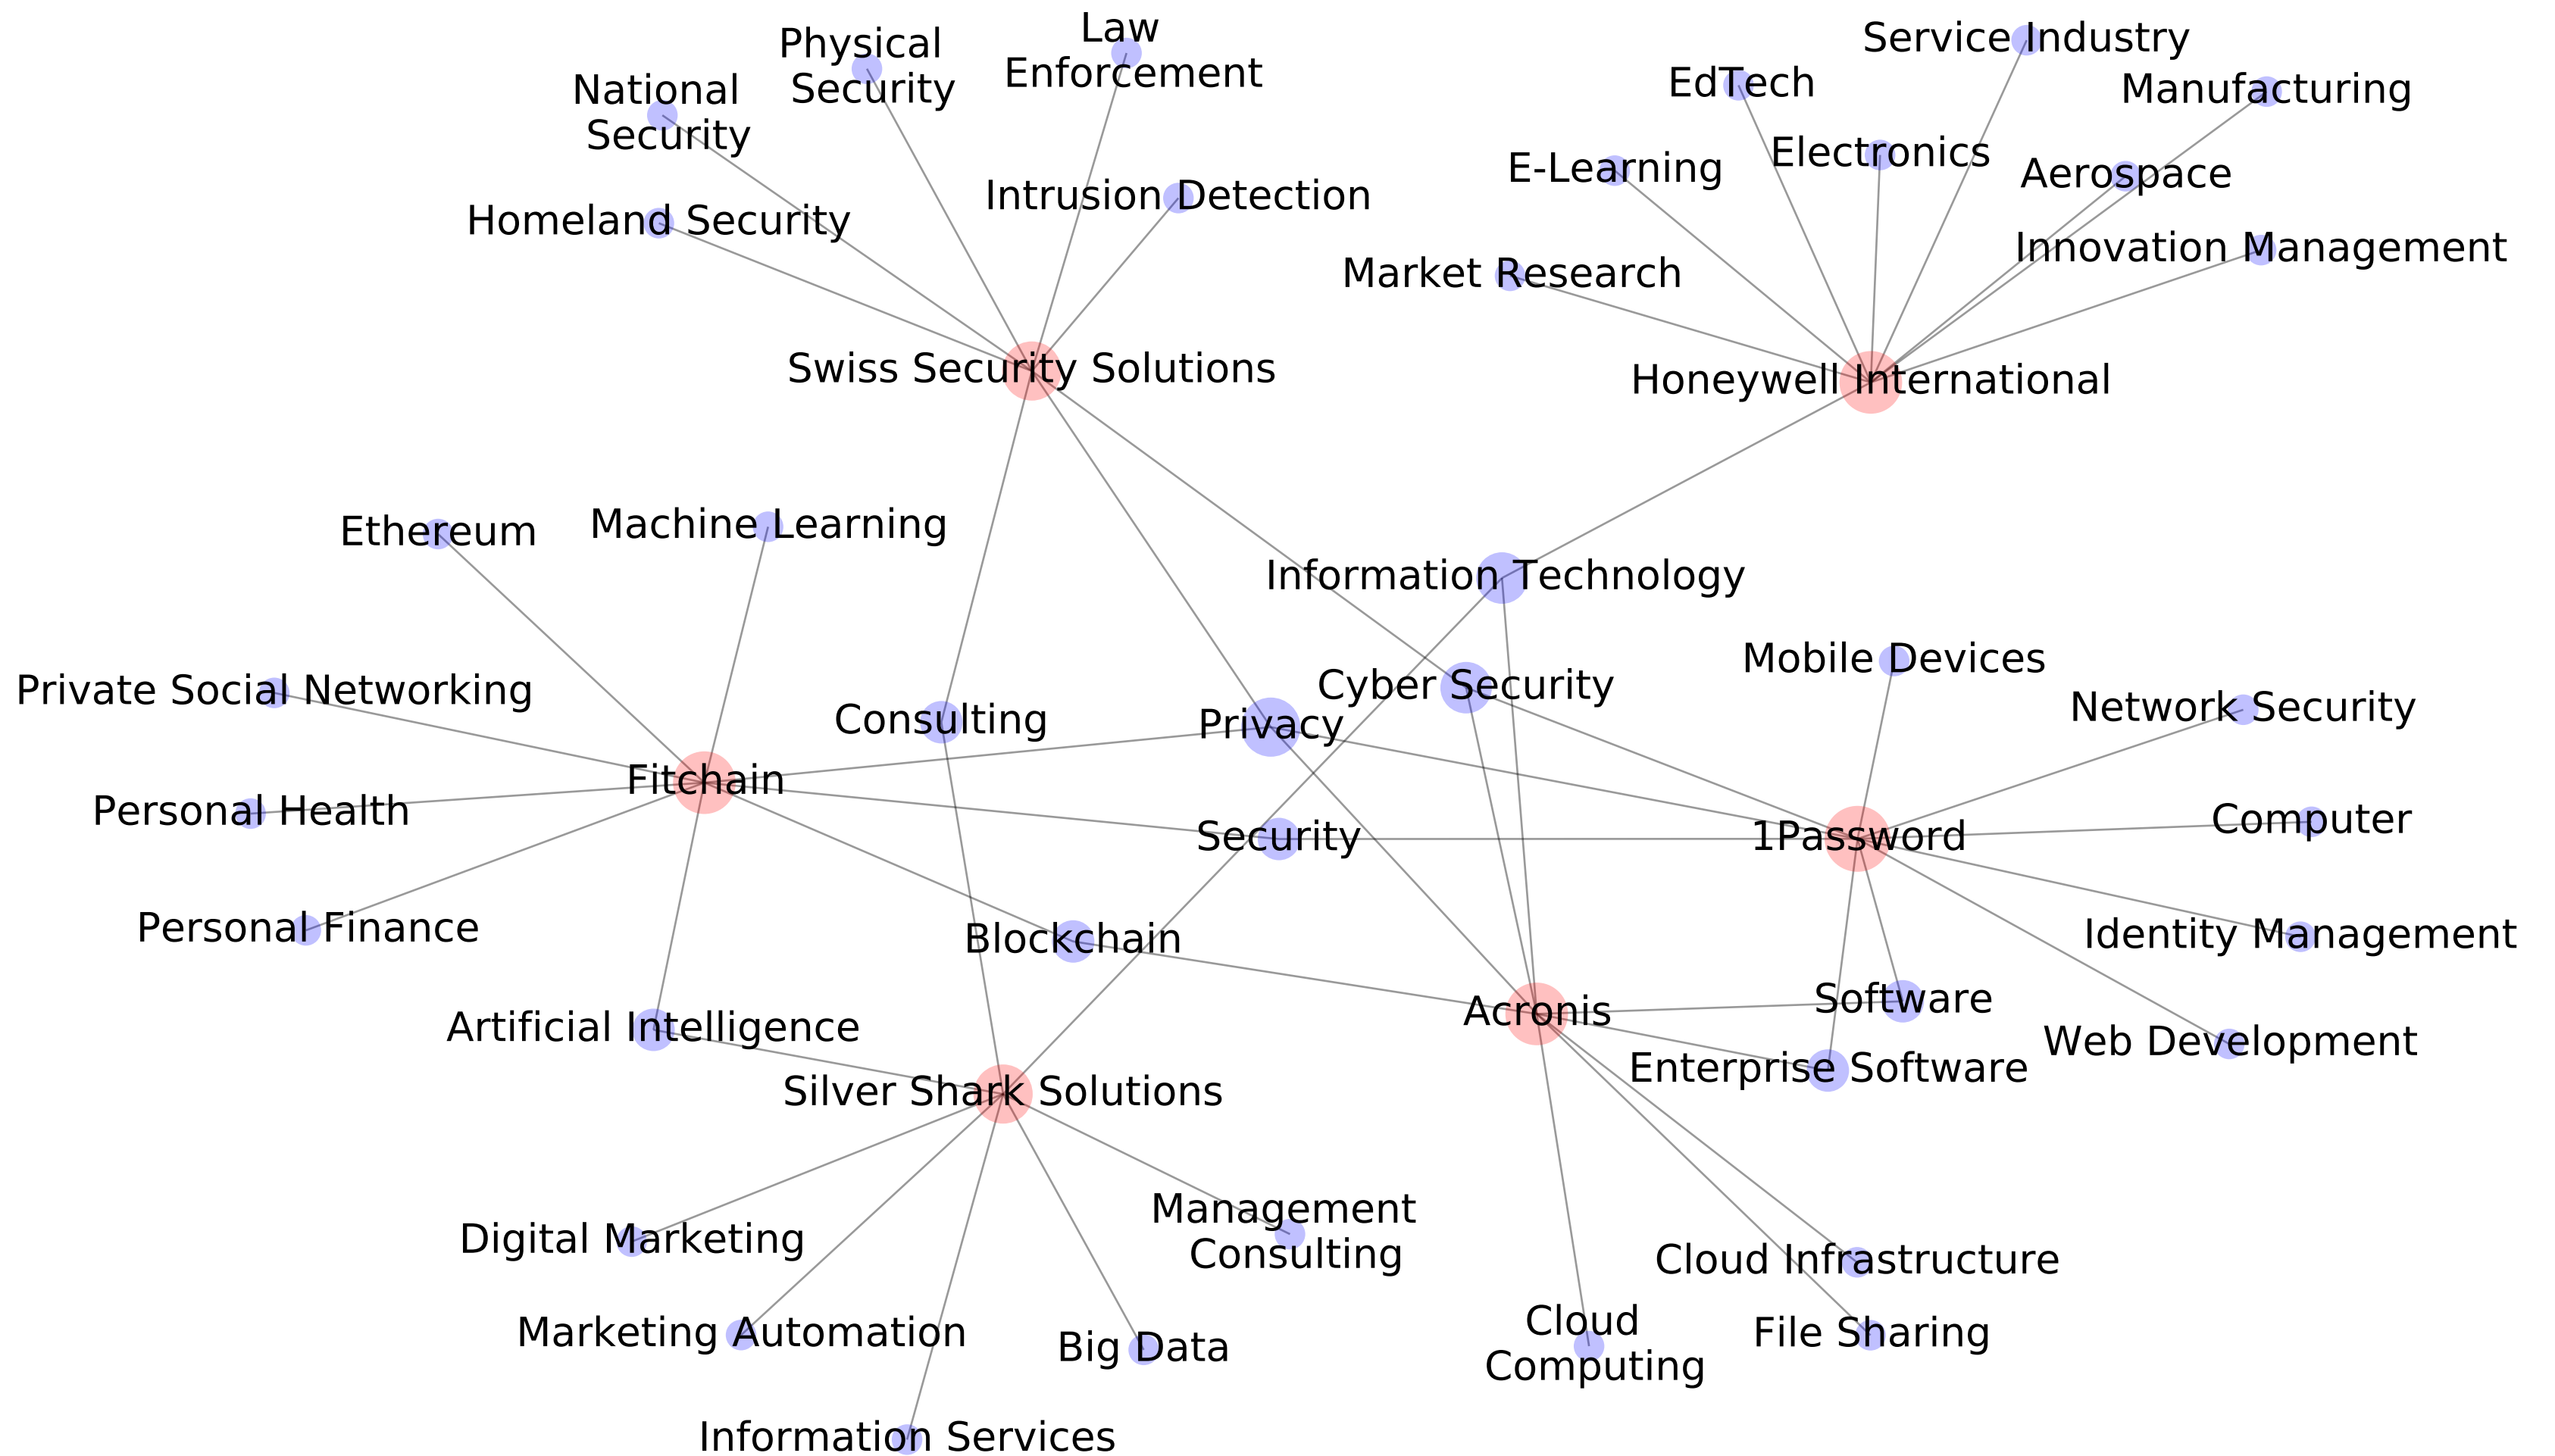 Law
Enforcement
Physical
Security
National
Security
Service Industry
EdTech
Manufacturing
Electronics
E-Learning
Aerospace
Intrusion Detection
Homeland Security
Innovation Management
Market Research
Swiss Security Solutions
Honeywell International
Ethereum
Machine Learning
Information Technology
Mobile Devices
Private Social Networking
Cyber Security
Network Security
Consulting
Privacy
Fitchain
Personal Health
Security
1Password
Computer
Personal Finance
Blockchain
Identity Management
Artificial Intelligence
Acronis
Software
Web Development
Enterprise Software
Silver Shark Solutions
Management
Consulting
Digital Marketing
Cloud Infrastructure
Marketing Automation
Big Data
Cloud
Computing
File Sharing
Information Services